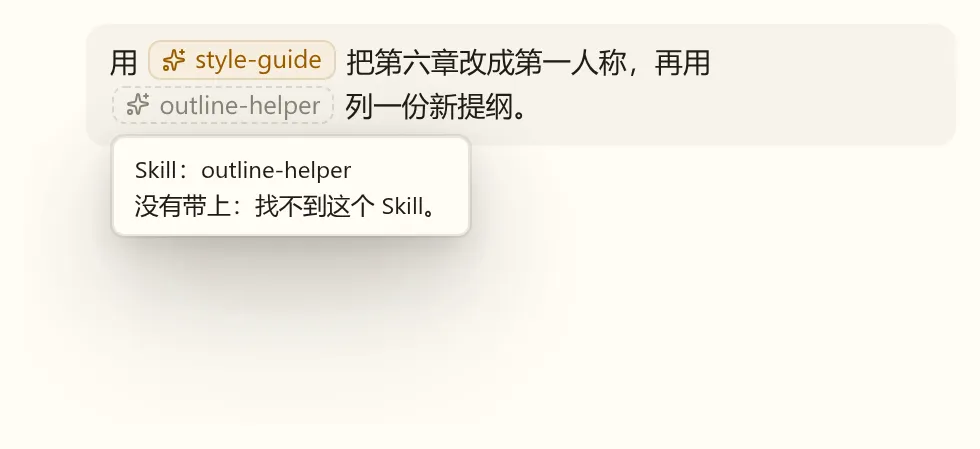 用 style-guide 把第六章改成第一人称，再用
outline-helper 列一份新提纲。
Skill：outline-helper
没有带上：找不到这个 Skill。